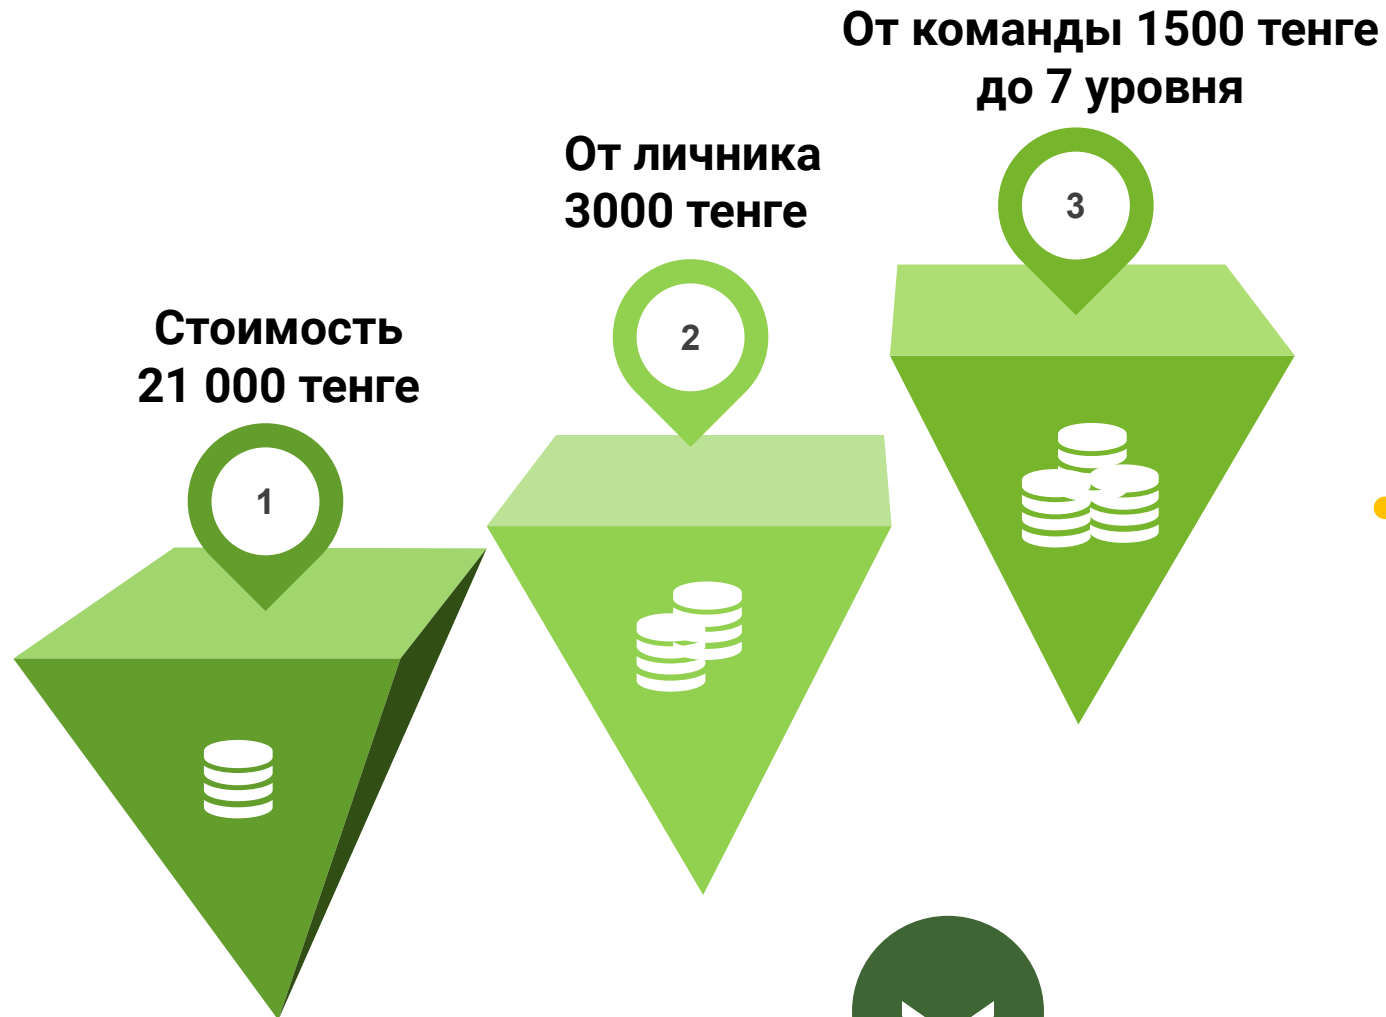 Стоимость
21 000 тенге
1
От личника
3000 тенге
2
От команды 1500 тенге
до 7 уровня
3